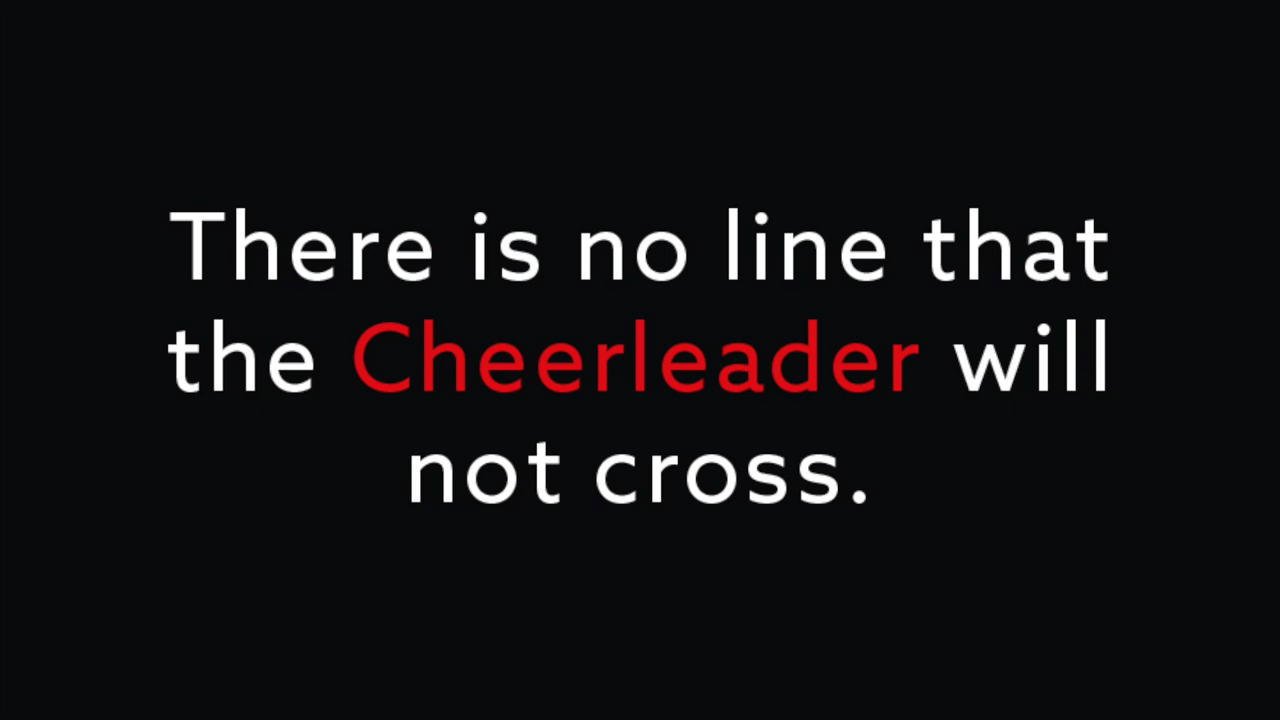 There is no line that
the Cheerleader will
not cross.